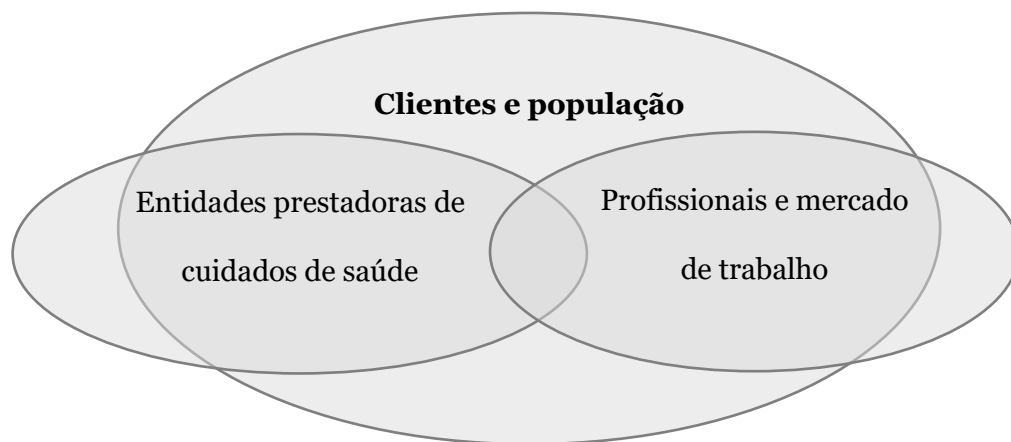 Clientes e população
Entidades prestadoras de
cuidados de saúde
Profissionais e mercado
de trabalho